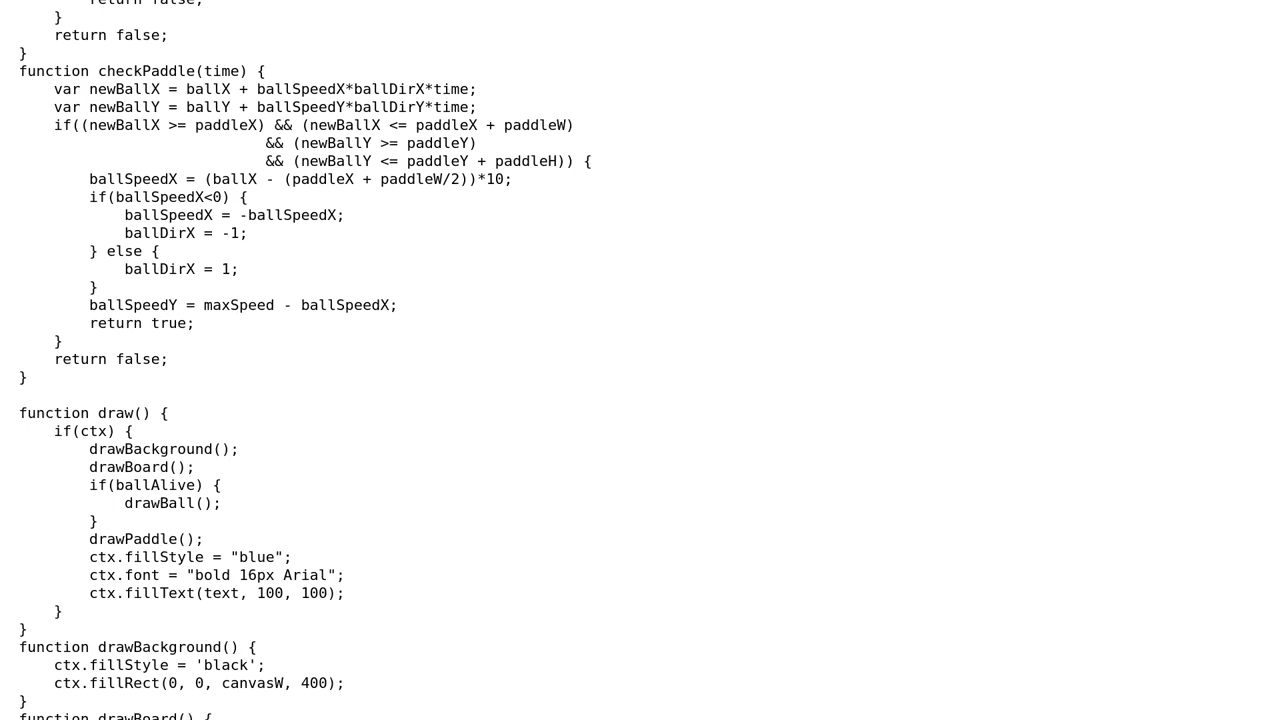 return false;
    }
    return false;
}
function checkPaddle(time) {
    var newBallX = ballX + ballSpeedX*ballDirX*time;
    var newBallY = ballY + ballSpeedY*ballDirY*time;
    if((newBallX >= paddleX) && (newBallX <= paddleX + paddleW)
                            && (newBallY >= paddleY)
                            && (newBallY <= paddleY + paddleH)) {
        ballSpeedX = (ballX - (paddleX + paddleW/2))*10;
        if(ballSpeedX<0) {
            ballSpeedX = -ballSpeedX;
            ballDirX = -1;
        } else {
            ballDirX = 1;
        }
        ballSpeedY = maxSpeed - ballSpeedX;
        return true;
    }
    return false;
}

function draw() {
    if(ctx) {
        drawBackground();
        drawBoard();
        if(ballAlive) {
            drawBall();
        }
        drawPaddle();
        ctx.fillStyle = "blue";
        ctx.font = "bold 16px Arial";
        ctx.fillText(text, 100, 100);
    }
}
function drawBackground() {
    ctx.fillStyle = 'black';
    ctx.fillRect(0, 0, canvasW, 400);
}
function drawBoard() {